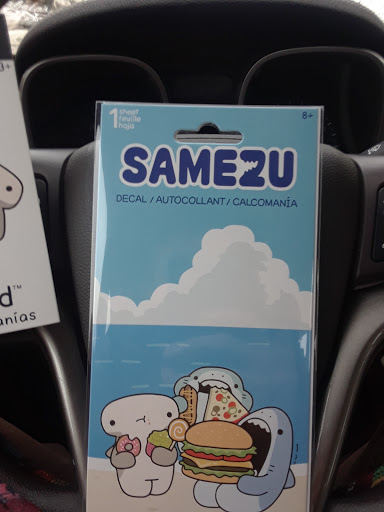 1 sheet
feuille
hoja
8+
SAMEZU
DECAL / AUTOCOLLANT / CALCOMANÍA
+
d™
anías